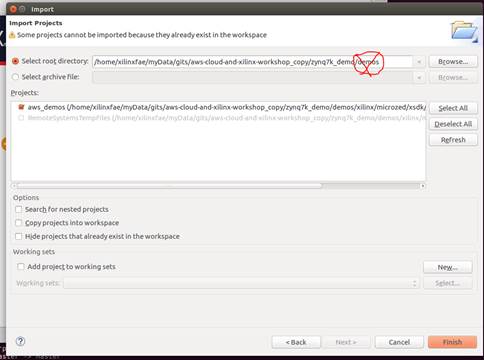 Import
Import Projects
Some projects cannot be imported because they already exist in the workspace
Select root directory: /home/xilinxfae/myData/gits/aws-cloud-and-xilinx-workshop_copy/zynq7k_demo/demos Browse...
Select archive file: Browse...
Projects:
aws_demos (/home/xilinxfae/myData/gits/aws-cloud-and-xilinx-workshop_copy/zynq7k_demo/demos/xilinx/microzed/xsdk/ Select All
RemoteSystemsTempFiles (/home/xilinxfae/myData/gits/aws-cloud-and-xilinx-workshop_copy/zynq7k_demo/demos/xilinx/m
Deselect All
Refresh
Options
Search for nested projects
Copy projects into workspace
Hide projects that already exist in the workspace
Working sets
Add project to working sets New...
Working sets: Select...
? < Back Next > Cancel Finish